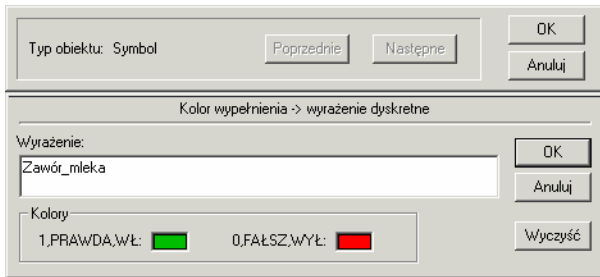 Typ obiektu: Symbol
Poprzednie
Następne
OK
Anuluj
Kolor wypełnienia -> wyrażenie dyskretne
Wyrażenie:
Zawór_mleka
OK
Anuluj
Kolory
1,PRAWDA,WŁ:
0,FAŁSZ,WYŁ:
Wyczyść